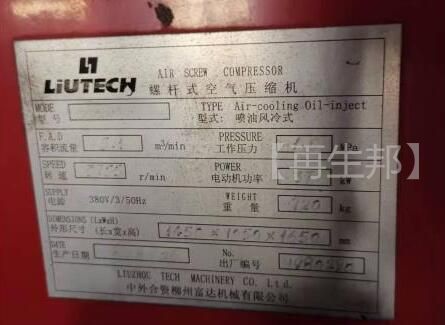 LIUTECH
AIR SCREW COMPRESSOR
螺杆式空气压缩机
MODE
型号
TYPE Air-cooling Oil-inject
型式: 喷油风冷式
F.A.D
容积流量 m³/min
PRESSURE
工作压力 MPa
SPEED
转速 r/min
POWER
电动机功率 kW
SUPPLY
电源 380V/3/50Hz
WEIGHT
重量 kg
DIMENSIONS (LxWxH)
外形尺寸 (长x宽x高) mm
DATE
生产日期
No.
出厂编号
LIUZHOU TECH MACHINERY CO. Ltd.
中外合资柳州富达机械有限公司
【再生邦】